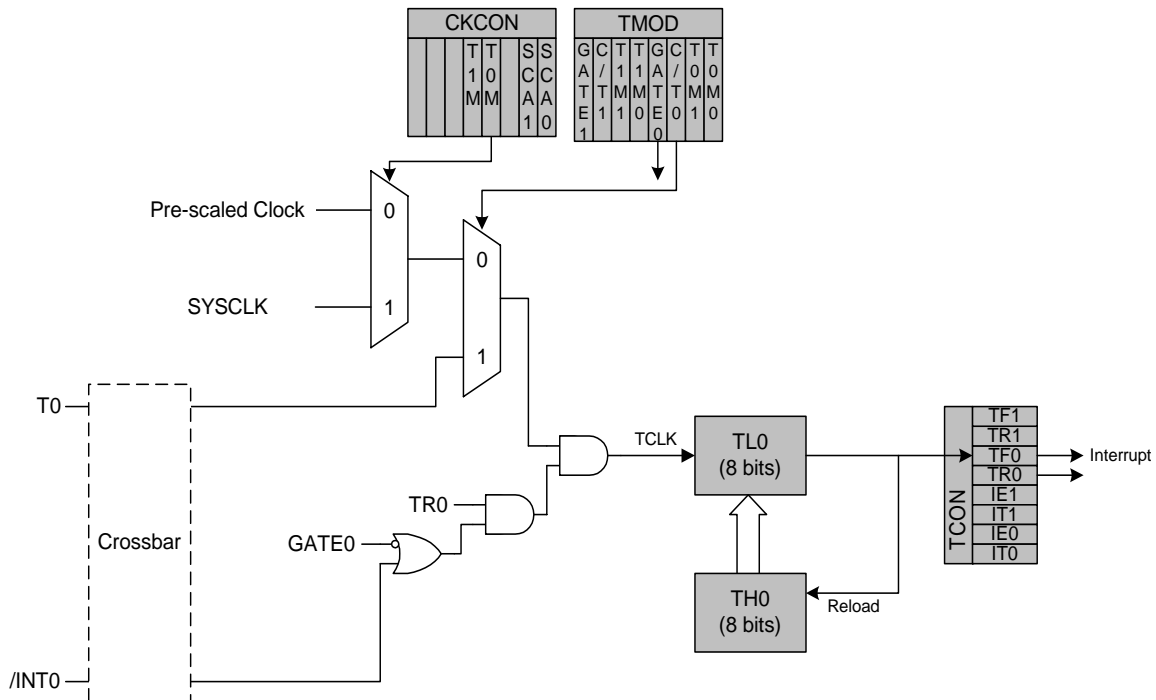 CKCON
T1M
T0M
SCA1
SCA0
TMOD
GATE1
C/T1
T1M1
T1M0
GATE0
C/T0
T0M1
T0M0
Pre-scaled Clock
0
SYSCLK
1
0
1
T0
Crossbar
/INT0
TR0
GATE0
TCLK
TL0
(8 bits)
TH0
(8 bits)
Reload
TCON
TF1
TR1
TF0
TR0
IE1
IT1
IE0
IT0
Interrupt